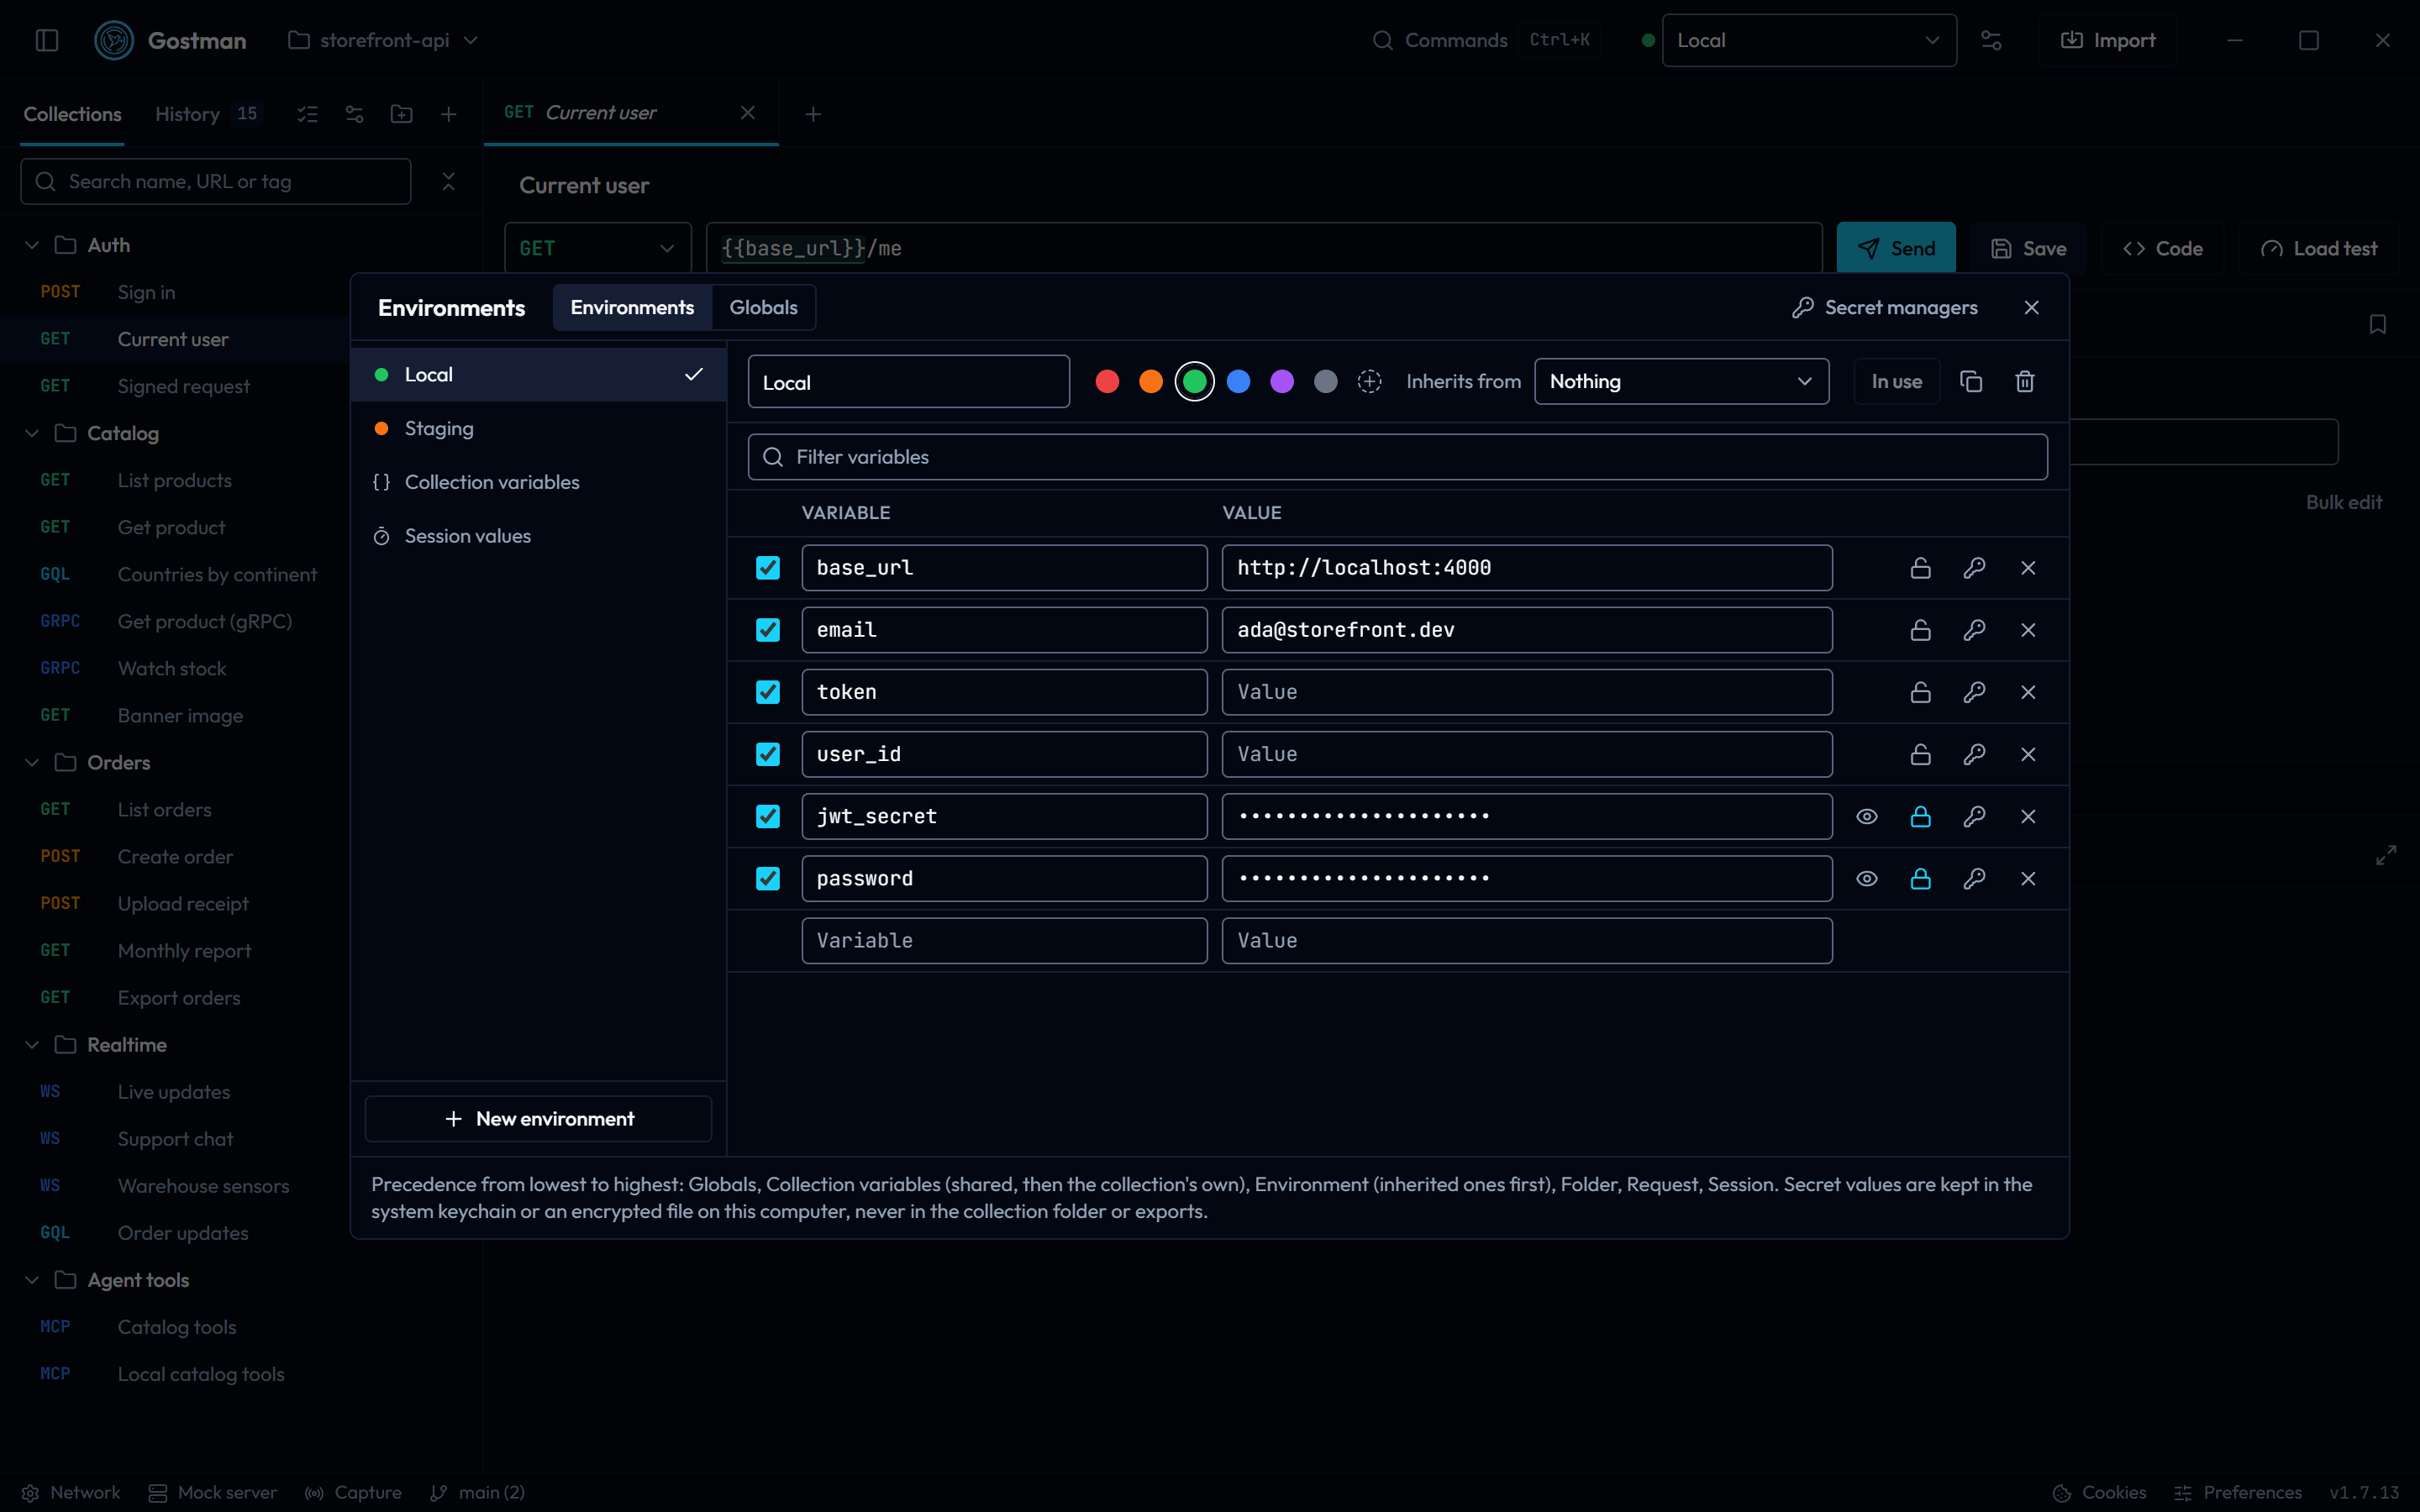 Gostman
storefront-api
Commands Ctrl+K
Local
Import
Collections
History 15
GET Current user
Search name, URL or tag
Current user
GET
{{base_url}}/me
Send
Save
Code
Load test
Auth
POST Sign in
GET Current user
GET Signed request
Catalog
GET List products
GET Get product
GQL Countries by continent
GRPC Get product (gRPC)
GRPC Watch stock
GET Banner image
Orders
GET List orders
POST Create order
POST Upload receipt
GET Monthly report
GET Export orders
Realtime
WS Live updates
WS Support chat
WS Warehouse sensors
GQL Order updates
Agent tools
MCP Catalog tools
MCP Local catalog tools
Bulk edit
Environments
Environments
Globals
Secret managers
Local
Staging
{} Collection variables
Session values
New environment
Local
Inherits from
Nothing
In use
Filter variables
VARIABLE VALUE
base_url http://localhost:4000
email ada@storefront.dev
token Value
user_id Value
jwt_secret •••••••••••••••••••••
password •••••••••••••••••••••
Variable Value
Precedence from lowest to highest: Globals, Collection variables (shared, then the collection's own), Environment (inherited ones first), Folder, Request, Session. Secret values are kept in the
system keychain or an encrypted file on this computer, never in the collection folder or exports.
Network
Mock server
Capture
main (2)
Cookies
Preferences
v1.7.13